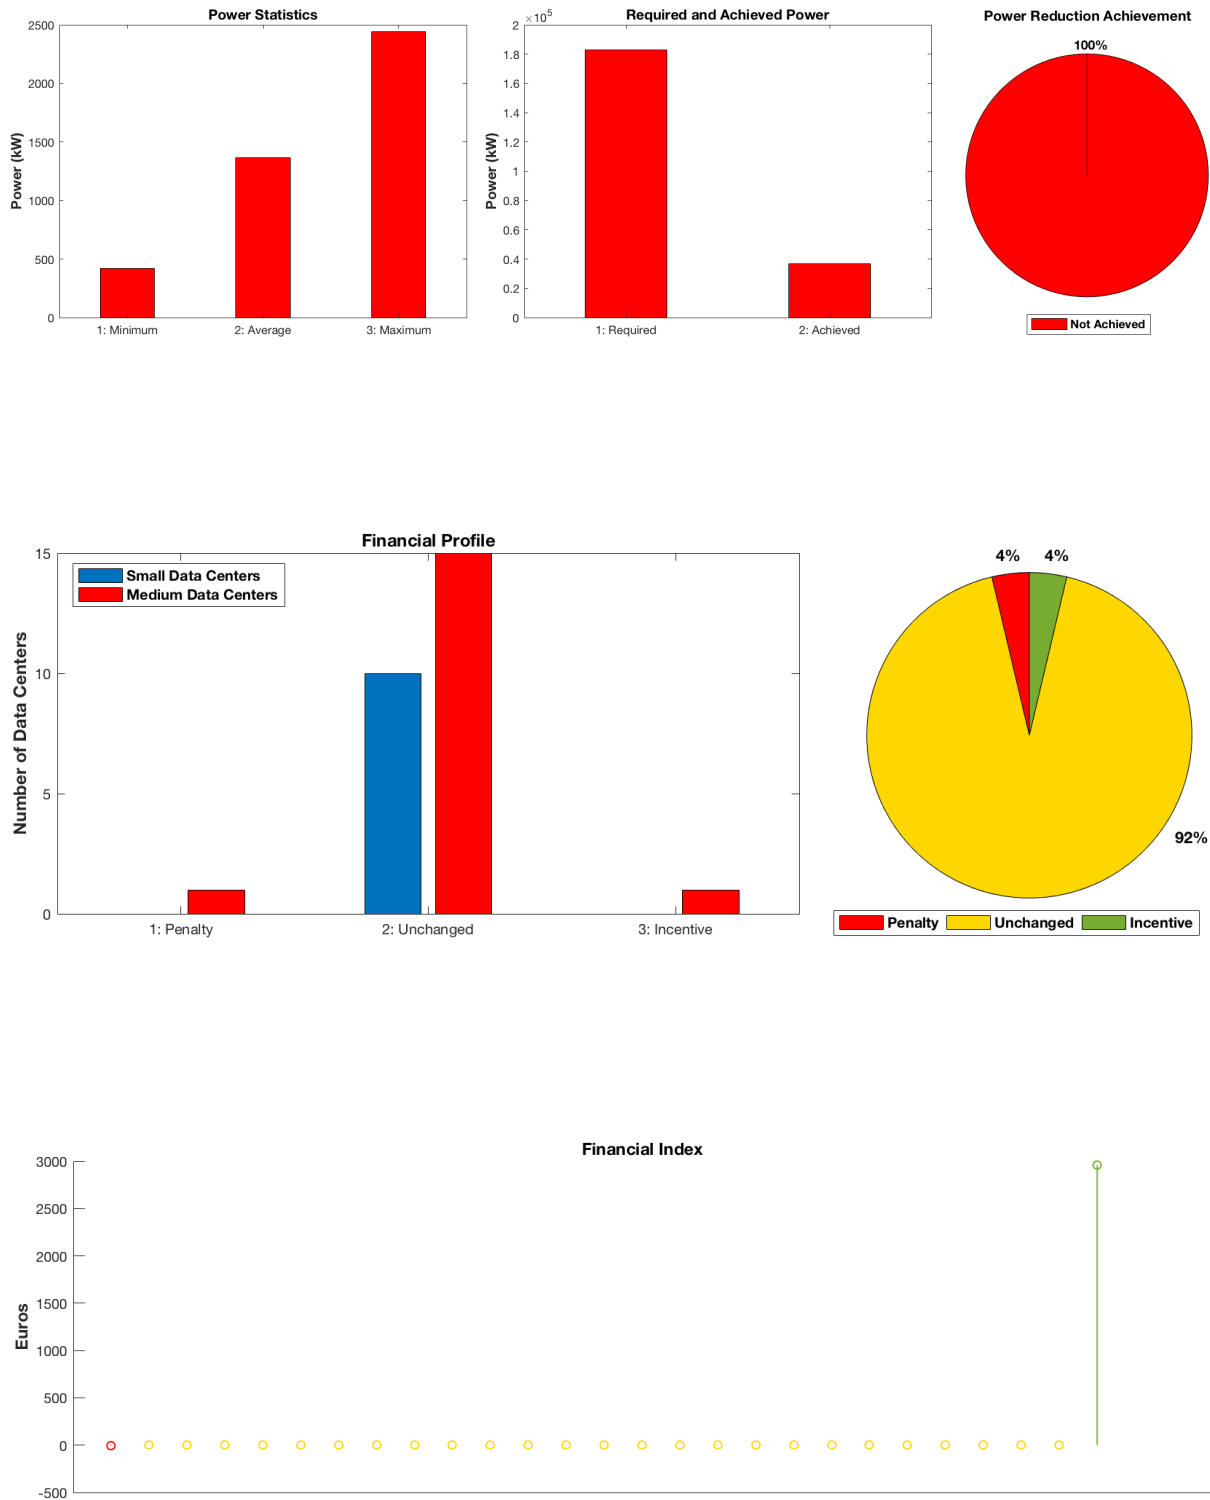 Power Statistics
Power (kW)
2500
2000
1500
1000
500
0
1: Minimum
2: Average
3: Maximum
Required and Achieved Power
×10⁵
Power (kW)
2
1.8
1.6
1.4
1.2
1
0.8
0.6
0.4
0.2
0
1: Required
2: Achieved
Power Reduction Achievement
100%
Not Achieved
Financial Profile
Number of Data Centers
15
10
5
0
Small Data Centers
Medium Data Centers
1: Penalty
2: Unchanged
3: Incentive
4%
4%
92%
Penalty
Unchanged
Incentive
Financial Index
Euros
3000
2500
2000
1500
1000
500
0
-500